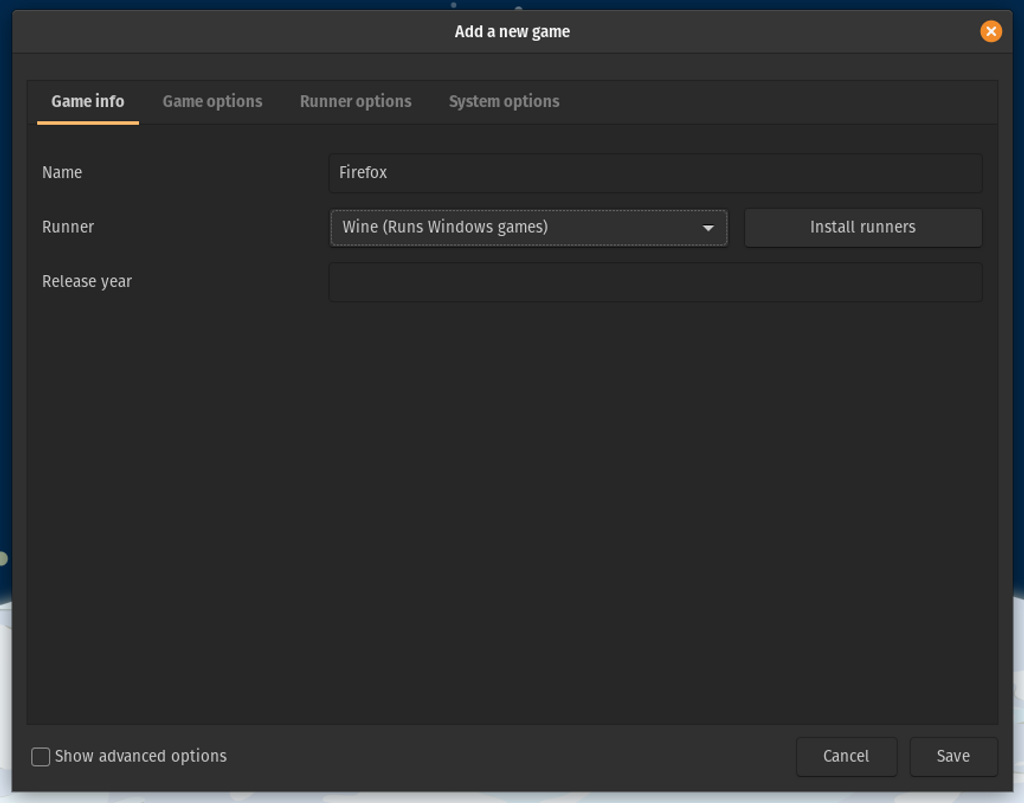 Add a new game
Game info Game options Runner options System options
Name Firefox
Runner Wine (Runs Windows games) Install runners
Release year
Show advanced options Cancel Save